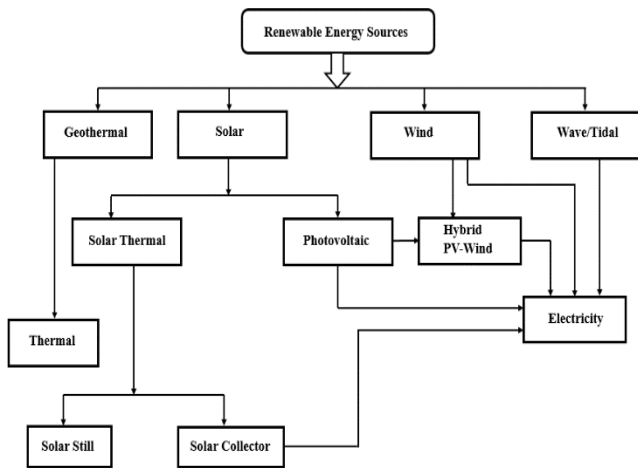 Renewable Energy Sources
Geothermal
Solar
Wind
Wave/Tidal
Solar Thermal
Photovoltaic
Hybrid
PV-Wind
Thermal
Electricity
Solar Still
Solar Collector